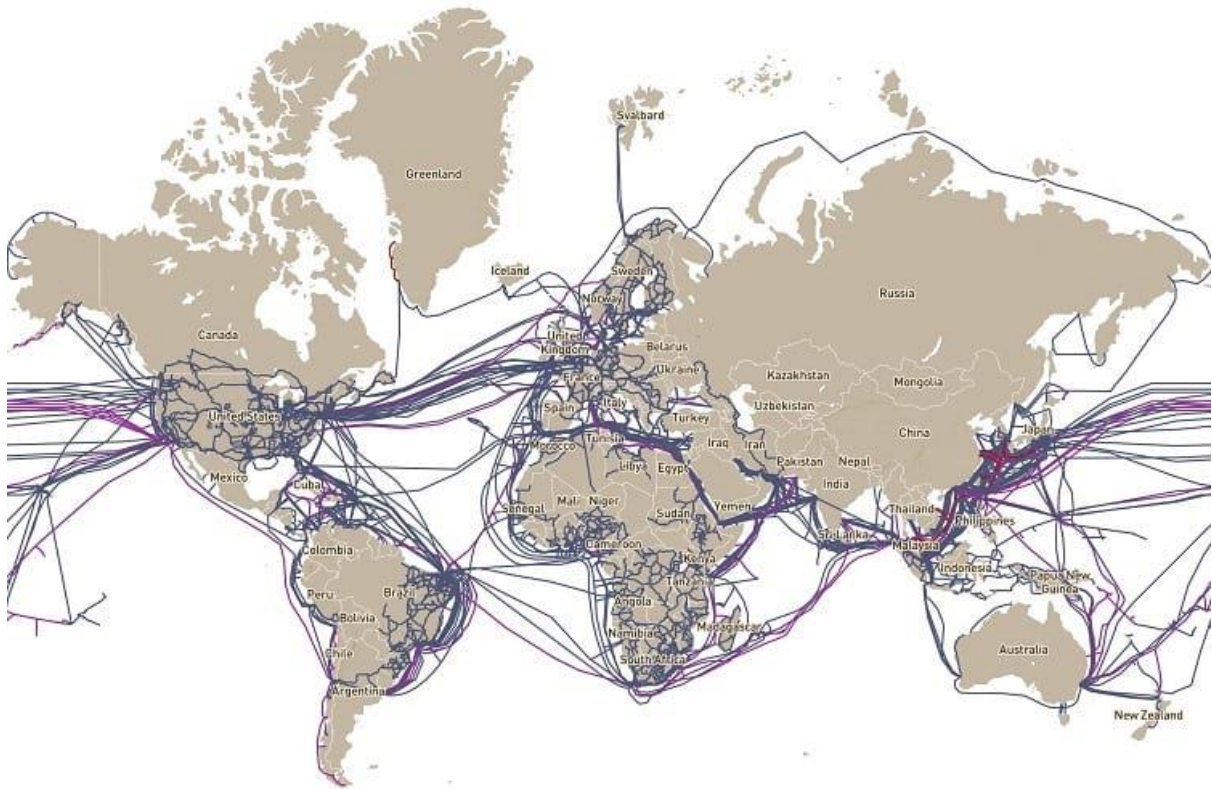 Svalbard
Greenland
Iceland
Sweden
Norway
Russia
Canada
United
Kingdom
Belarus
Ukraine
France
Kazakhstan
Mongolia
United States
Spain
Italy
Turkey
Uzbekistan
China
Japan
Morocco
Tunisia
Iraq
Iran
Mexico
Cuba
Libya
Egypt
Pakistan
Nepal
India
Senegal
Mali
Niger
Sudan
Yemen
Thailand
Philippines
Sri Lanka
Malaysia
Colombia
Cameroon
Kenya
Indonesia
Peru
Brazil
Tanzania
Papua New
Guinea
Angola
Bolivia
Namibia
Madagascar
Chile
South Africa
Australia
Argentina
New Zealand